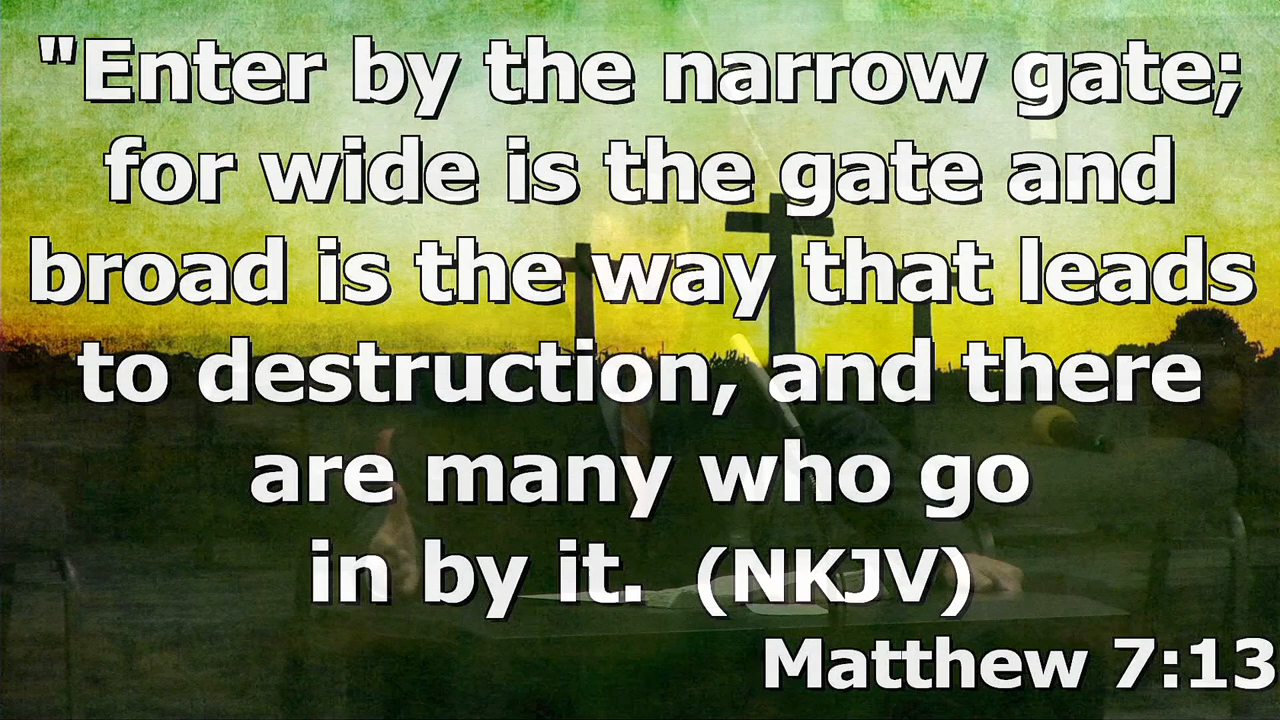 "Enter by the narrow gate;
for wide is the gate and
broad is the way that leads
to destruction, and there
are many who go
in by it.  (NKJV)
Matthew 7:13